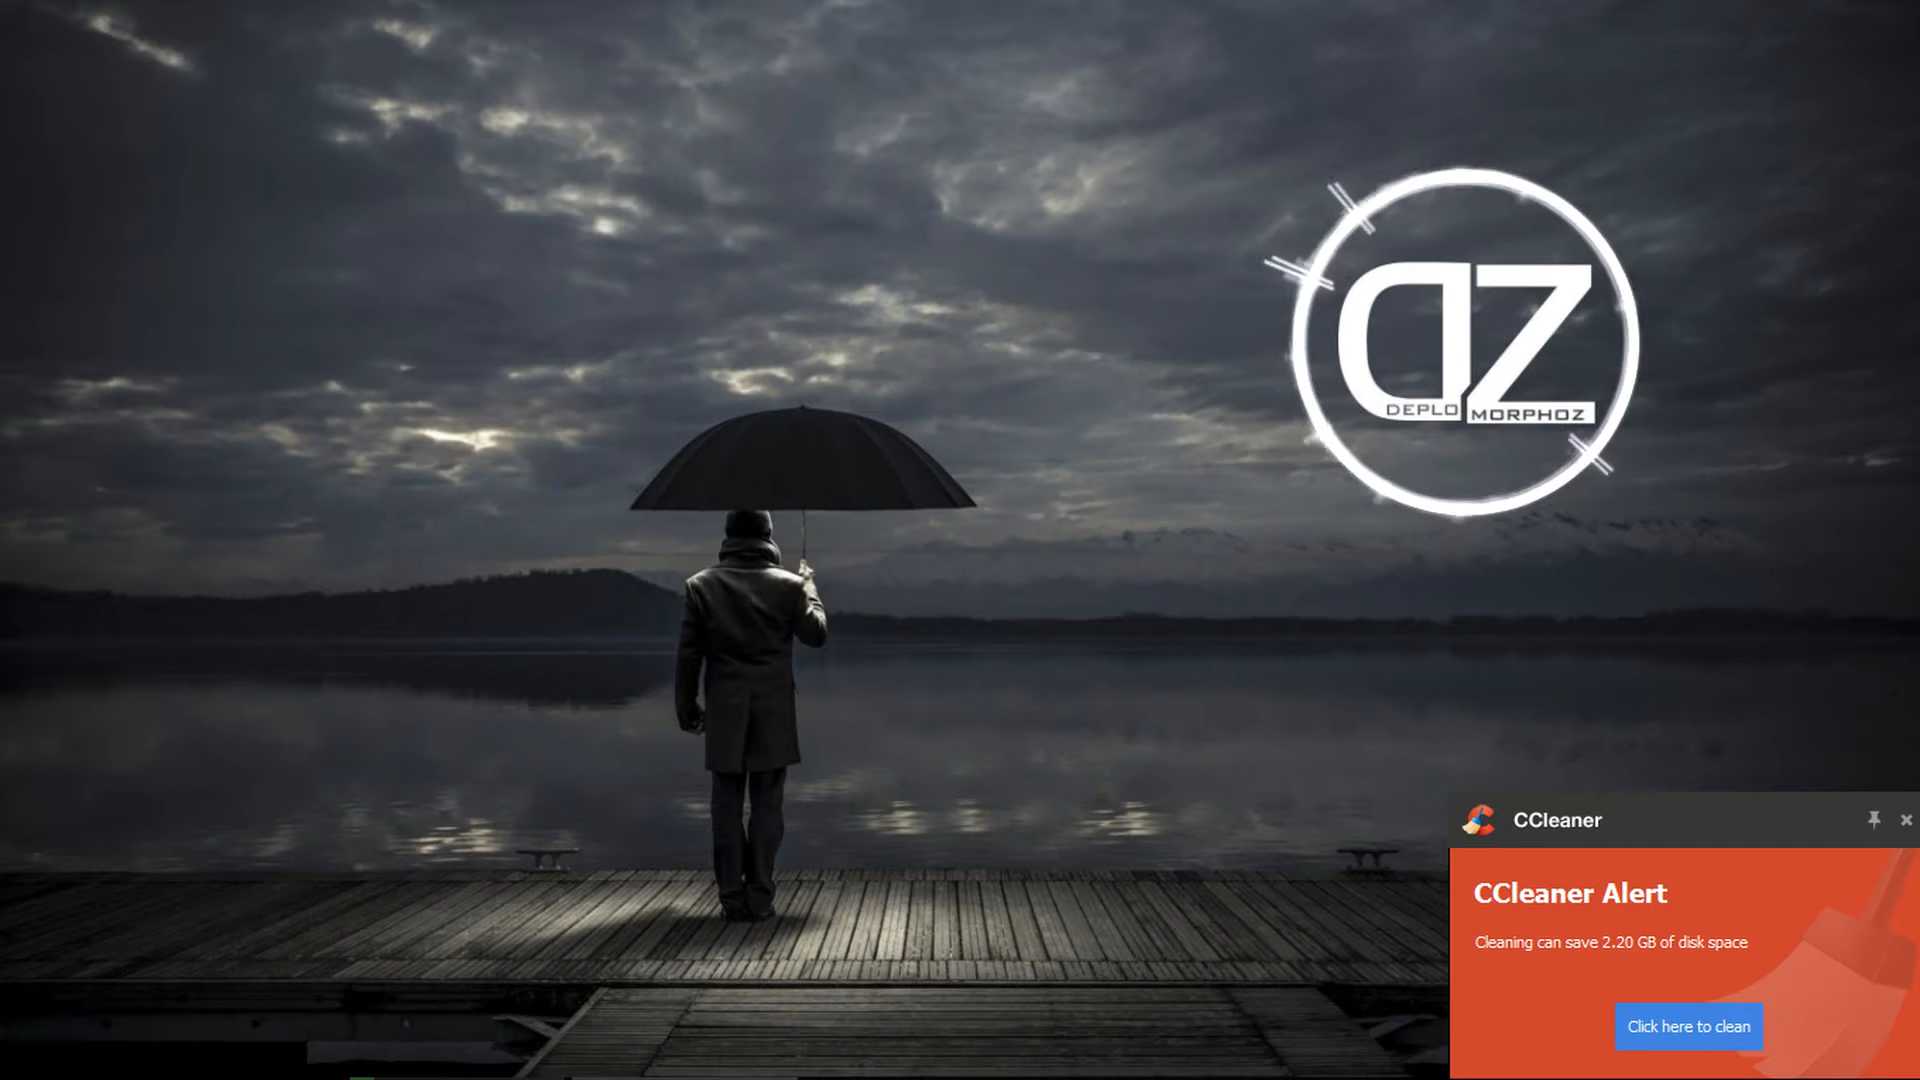 DZ
DEPLO MORPHOZ
CCleaner
CCleaner Alert
Cleaning can save 2.20 GB of disk space
Click here to clean